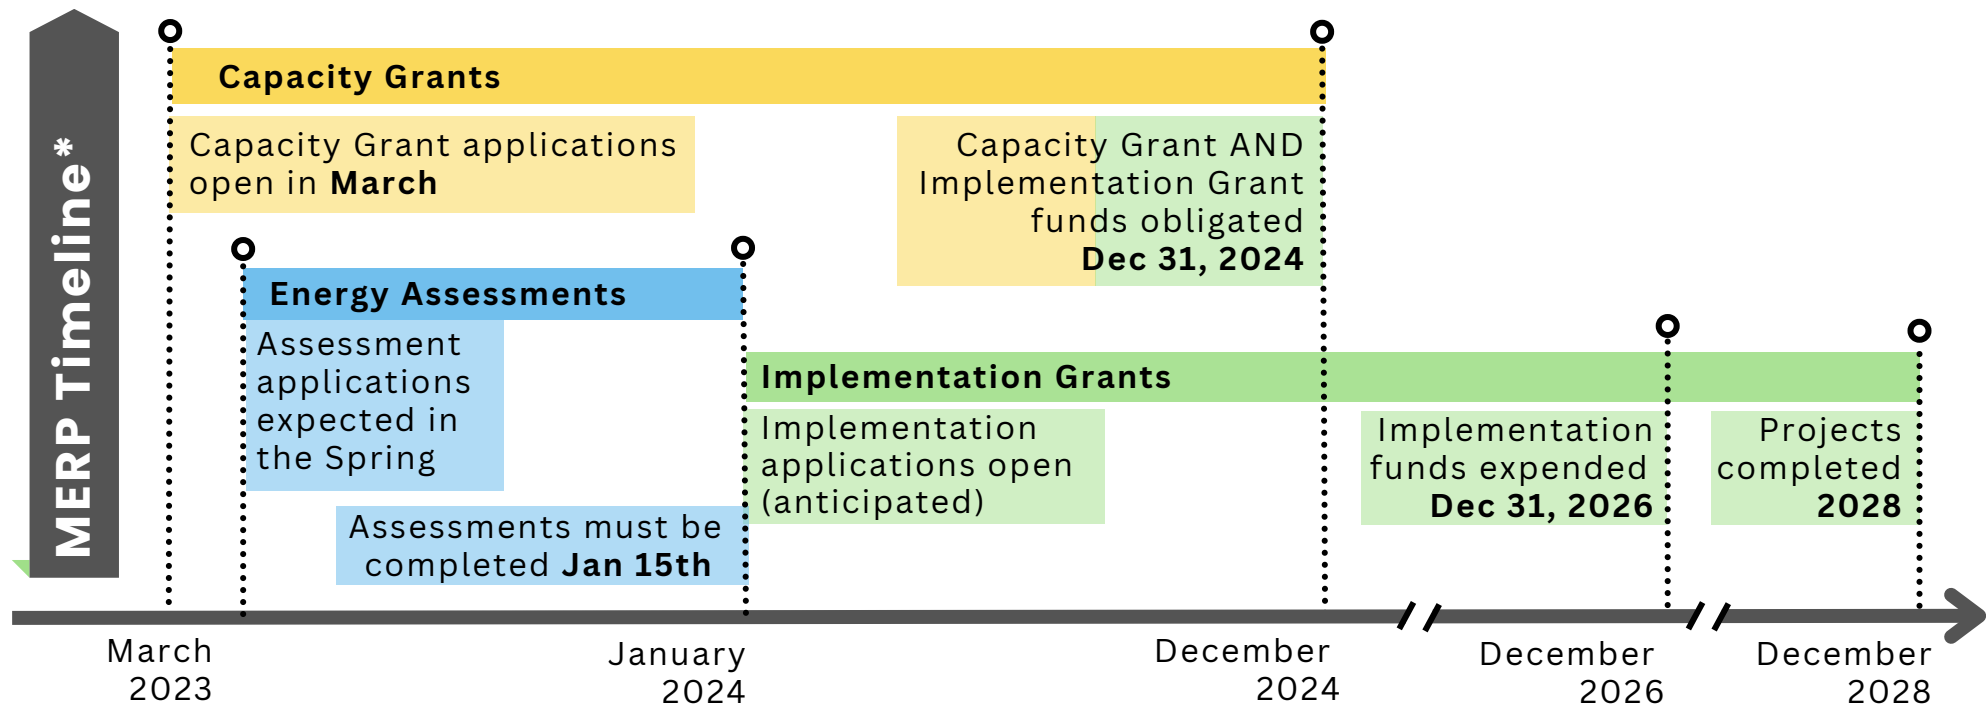 MERP Timeline*
Capacity Grants
Capacity Grant applications
open in March
Capacity Grant AND
Implementation Grant
funds obligated
Dec 31, 2024
Energy Assessments
Assessment
applications
expected in
the Spring
Assessments must be
completed Jan 15th
Implementation Grants
Implementation
applications open
(anticipated)
Implementation
funds expended
Dec 31, 2026
Projects
completed
2028
March
2023
January
2024
December
2024
December
2026
December
2028